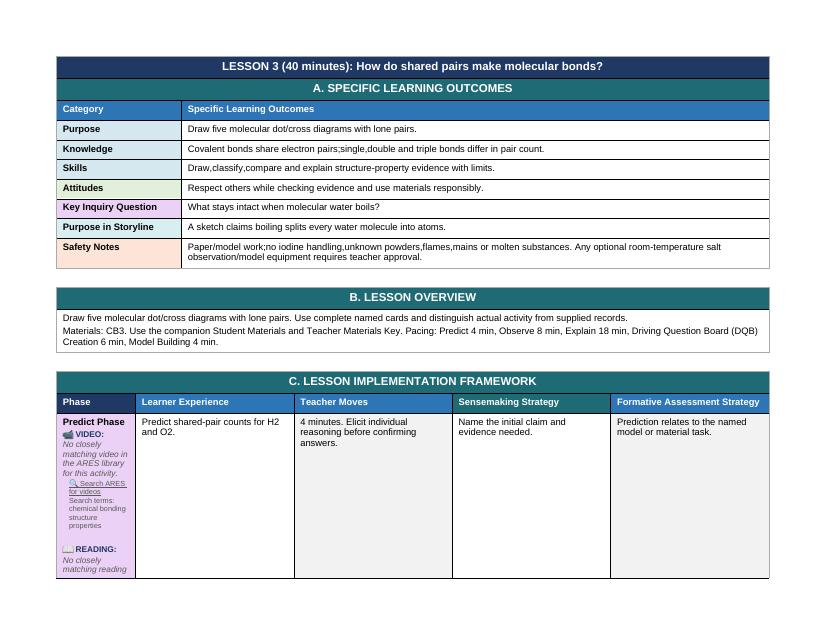 LESSON 3 (40 minutes): How do shared pairs make molecular bonds?
A. SPECIFIC LEARNING OUTCOMES
Category Specific Learning Outcomes
Purpose Draw five molecular dot/cross diagrams with lone pairs.
Knowledge Covalent bonds share electron pairs;single,double and triple bonds differ in pair count.
Skills Draw,classify,compare and explain structure-property evidence with limits.
Attitudes Respect others while checking evidence and use materials responsibly.
Key Inquiry Question What stays intact when molecular water boils?
Purpose in Storyline A sketch claims boiling splits every water molecule into atoms.
Safety Notes Paper/model work;no iodine handling,unknown powders,flames,mains or molten substances. Any optional room-temperature salt
observation/model equipment requires teacher approval.
B. LESSON OVERVIEW
Draw five molecular dot/cross diagrams with lone pairs. Use complete named cards and distinguish actual activity from supplied records.
Materials: CB3. Use the companion Student Materials and Teacher Materials Key. Pacing: Predict 4 min, Observe 8 min, Explain 18 min, Driving Question Board (DQB)
Creation 6 min, Model Building 4 min.
C. LESSON IMPLEMENTATION FRAMEWORK
Phase Learner Experience Teacher Moves Sensemaking Strategy Formative Assessment Strategy
Predict Phase
📹 VIDEO:
No closely
matching video in
the ARES library
for this activity.
🔍 Search ARES
for videos
Search terms:
chemical bonding
structure
properties
📖 READING:
No closely
matching reading
Predict shared-pair counts for H2
and O2.
4 minutes. Elicit individual
reasoning before confirming
answers.
Name the initial claim and
evidence needed.
Prediction relates to the named
model or material task.